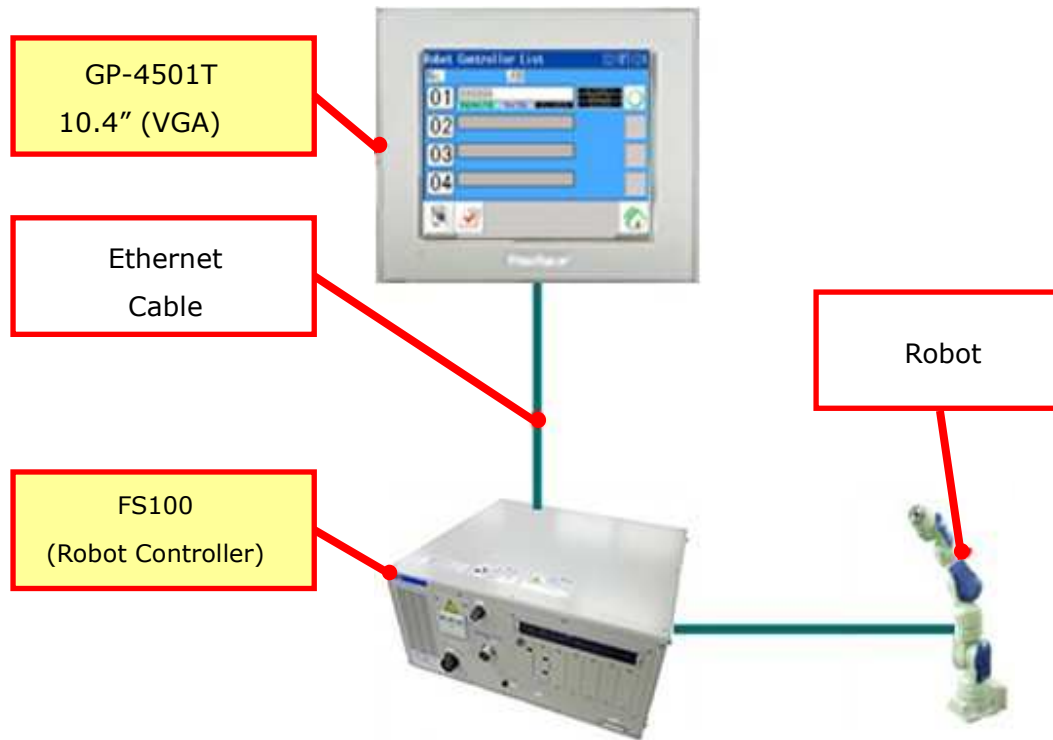 GP-4501T
10.4” (VGA)
Robot Controller List
01
02
03
04
Ethernet
Cable
Robot
FS100
(Robot Controller)